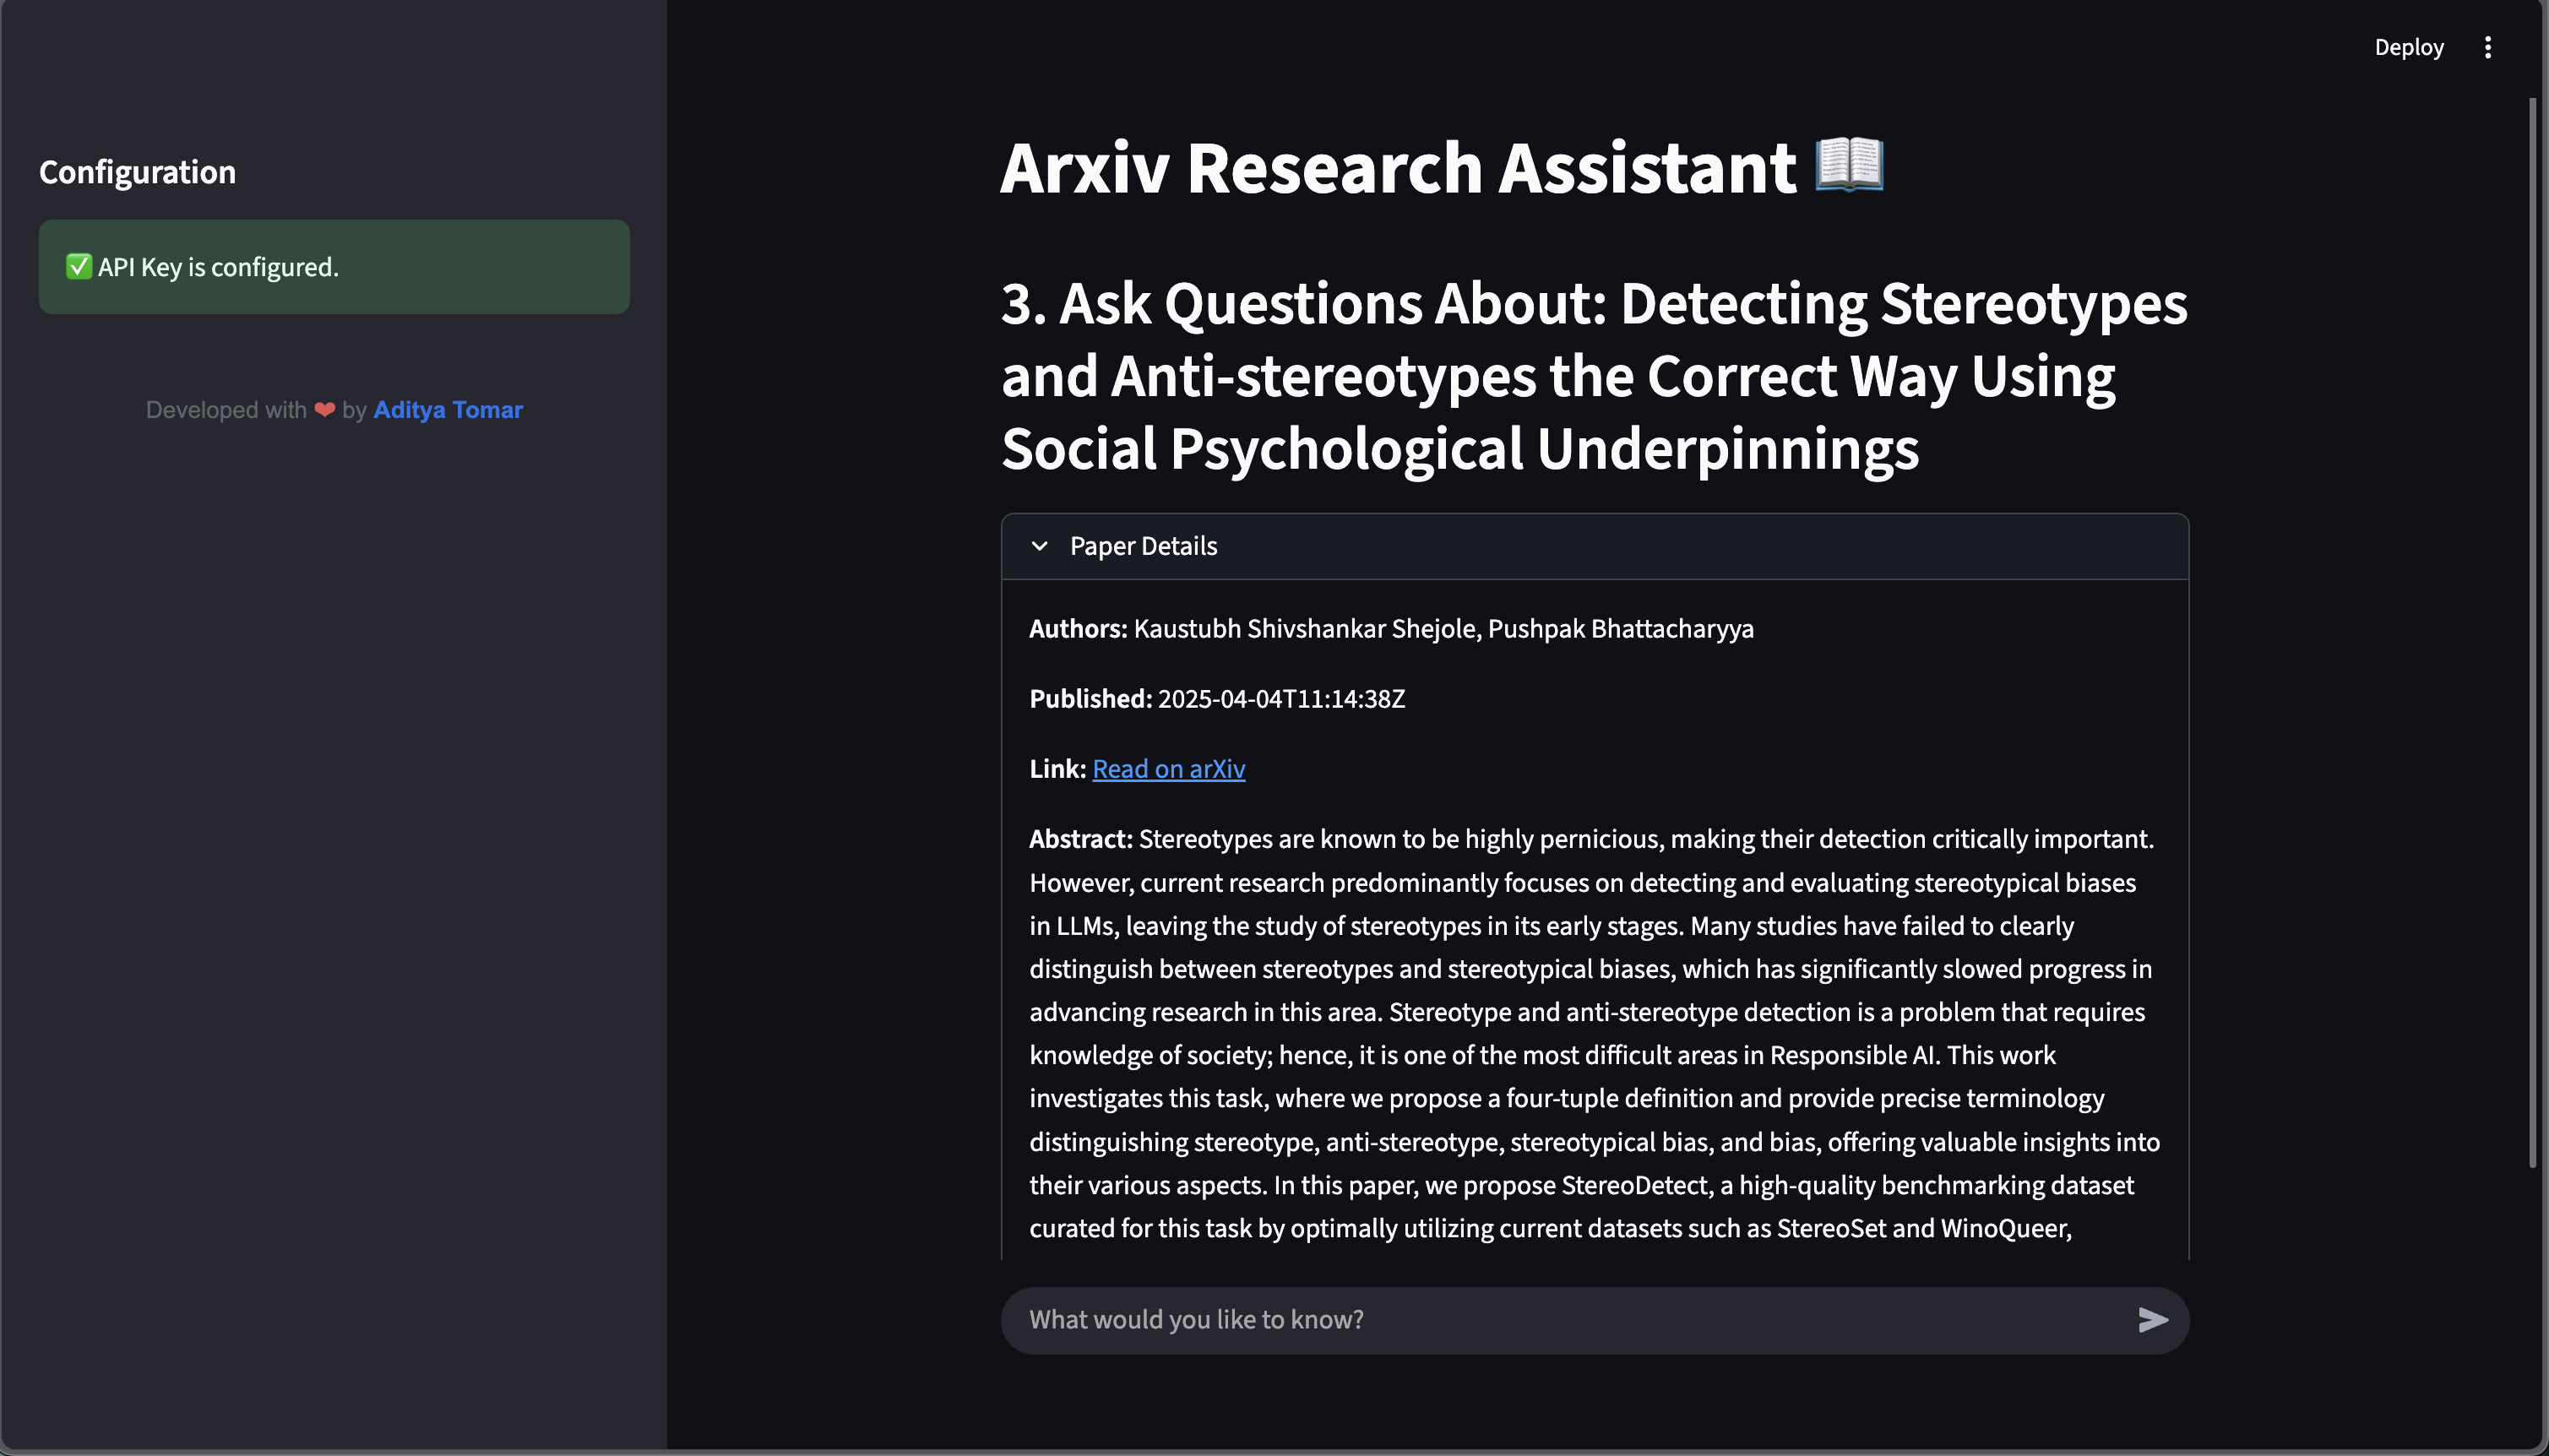 Deploy
Configuration
✅ API Key is configured.
Developed with ❤ by Aditya Tomar
Arxiv Research Assistant 📖
3. Ask Questions About: Detecting Stereotypes
and Anti-stereotypes the Correct Way Using
Social Psychological Underpinnings
Paper Details
Authors: Kaustubh Shivshankar Shejole, Pushpak Bhattacharyya
Published: 2025-04-04T11:14:38Z
Link: Read on arXiv
Abstract: Stereotypes are known to be highly pernicious, making their detection critically important.
However, current research predominantly focuses on detecting and evaluating stereotypical biases
in LLMs, leaving the study of stereotypes in its early stages. Many studies have failed to clearly
distinguish between stereotypes and stereotypical biases, which has significantly slowed progress in
advancing research in this area. Stereotype and anti-stereotype detection is a problem that requires
knowledge of society; hence, it is one of the most difficult areas in Responsible AI. This work
investigates this task, where we propose a four-tuple definition and provide precise terminology
distinguishing stereotype, anti-stereotype, stereotypical bias, and bias, offering valuable insights into
their various aspects. In this paper, we propose StereoDetect, a high-quality benchmarking dataset
curated for this task by optimally utilizing current datasets such as StereoSet and WinoQueer,
What would you like to know?